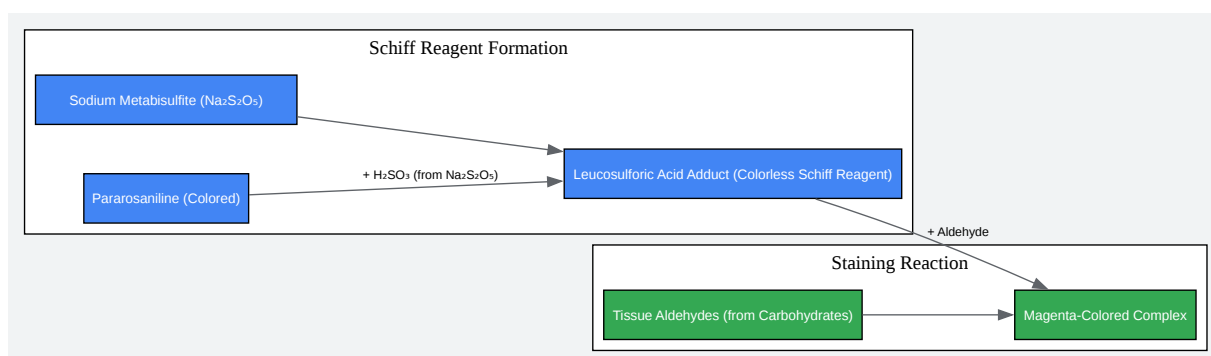 Schiff Reagent Formation
Sodium Metabisulfite (Na₂S₂O₅)
+ H₂SO₃ (from Na₂S₂O₅)
Leucosulforic Acid Adduct (Colorless Schiff Reagent)
Pararosaniline (Colored)
+ Aldehyde
Staining Reaction
Tissue Aldehydes (from Carbohydrates)
Magenta-Colored Complex